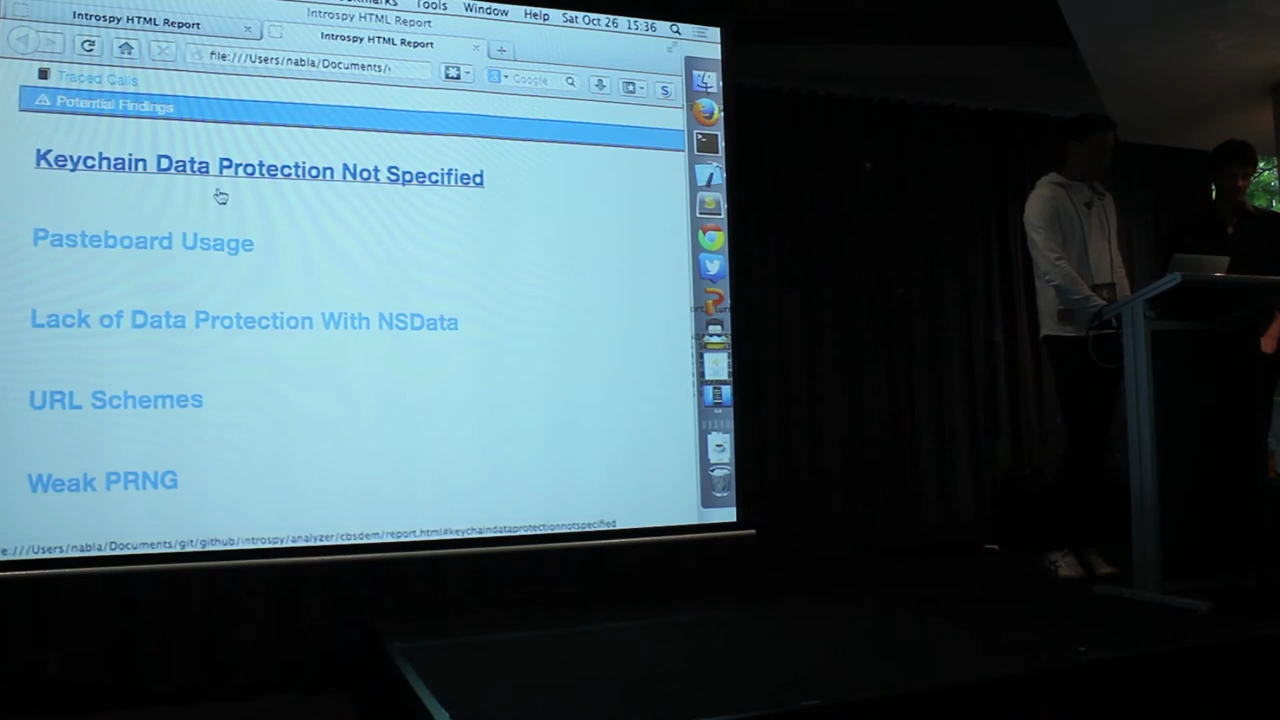 Tools Window Help Sat Oct 26 15:36
Introspy HTML Report
Introspy HTML Report
Introspy HTML Report
file:///Users/nabla/Documents/
Google
Traced Calls
Potential Findings
Keychain Data Protection Not Specified
Pasteboard Usage
Lack of Data Protection With NSData
URL Schemes
Weak PRNG
e:///Users/nabla/Documents/git/github/introspy/analyzer/cbsdem/report.html#keychaindataprotectionnotspecified